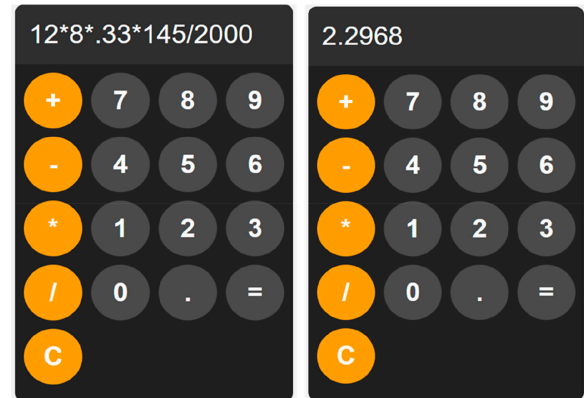 12*8*.33*145/2000
+ 7 8 9
- 4 5 6
* 1 2 3
/ 0 . =
C
2.2968
+ 7 8 9
- 4 5 6
* 1 2 3
/ 0 . =
C